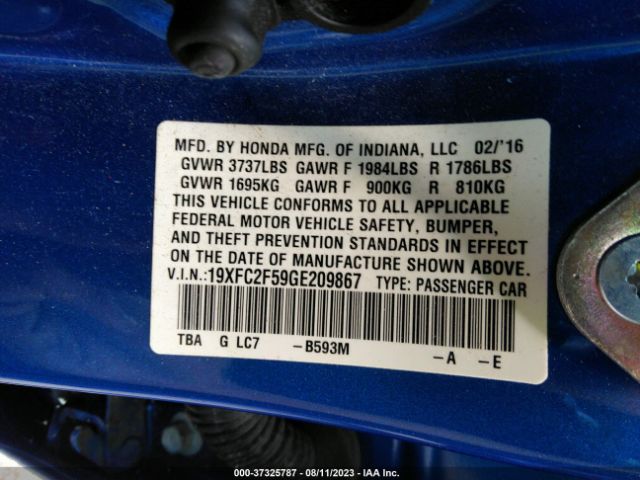 MFD. BY HONDA MFG. OF INDIANA, LLC 02/'16
GVWR 3737LBS GAWR F 1984LBS R 1786LBS
GVWR 1695KG GAWR F 900KG R 810KG
THIS VEHICLE CONFORMS TO ALL APPLICABLE
FEDERAL MOTOR VEHICLE SAFETY, BUMPER,
AND THEFT PREVENTION STANDARDS IN EFFECT
ON THE DATE OF MANUFACTURE SHOWN ABOVE.
V.I.N.:19XFC2F59GE209867 TYPE: PASSENGER CAR
TBA G LC7 -B593M -A -E
000-37325787 - 08/11/2023 - IAA Inc.